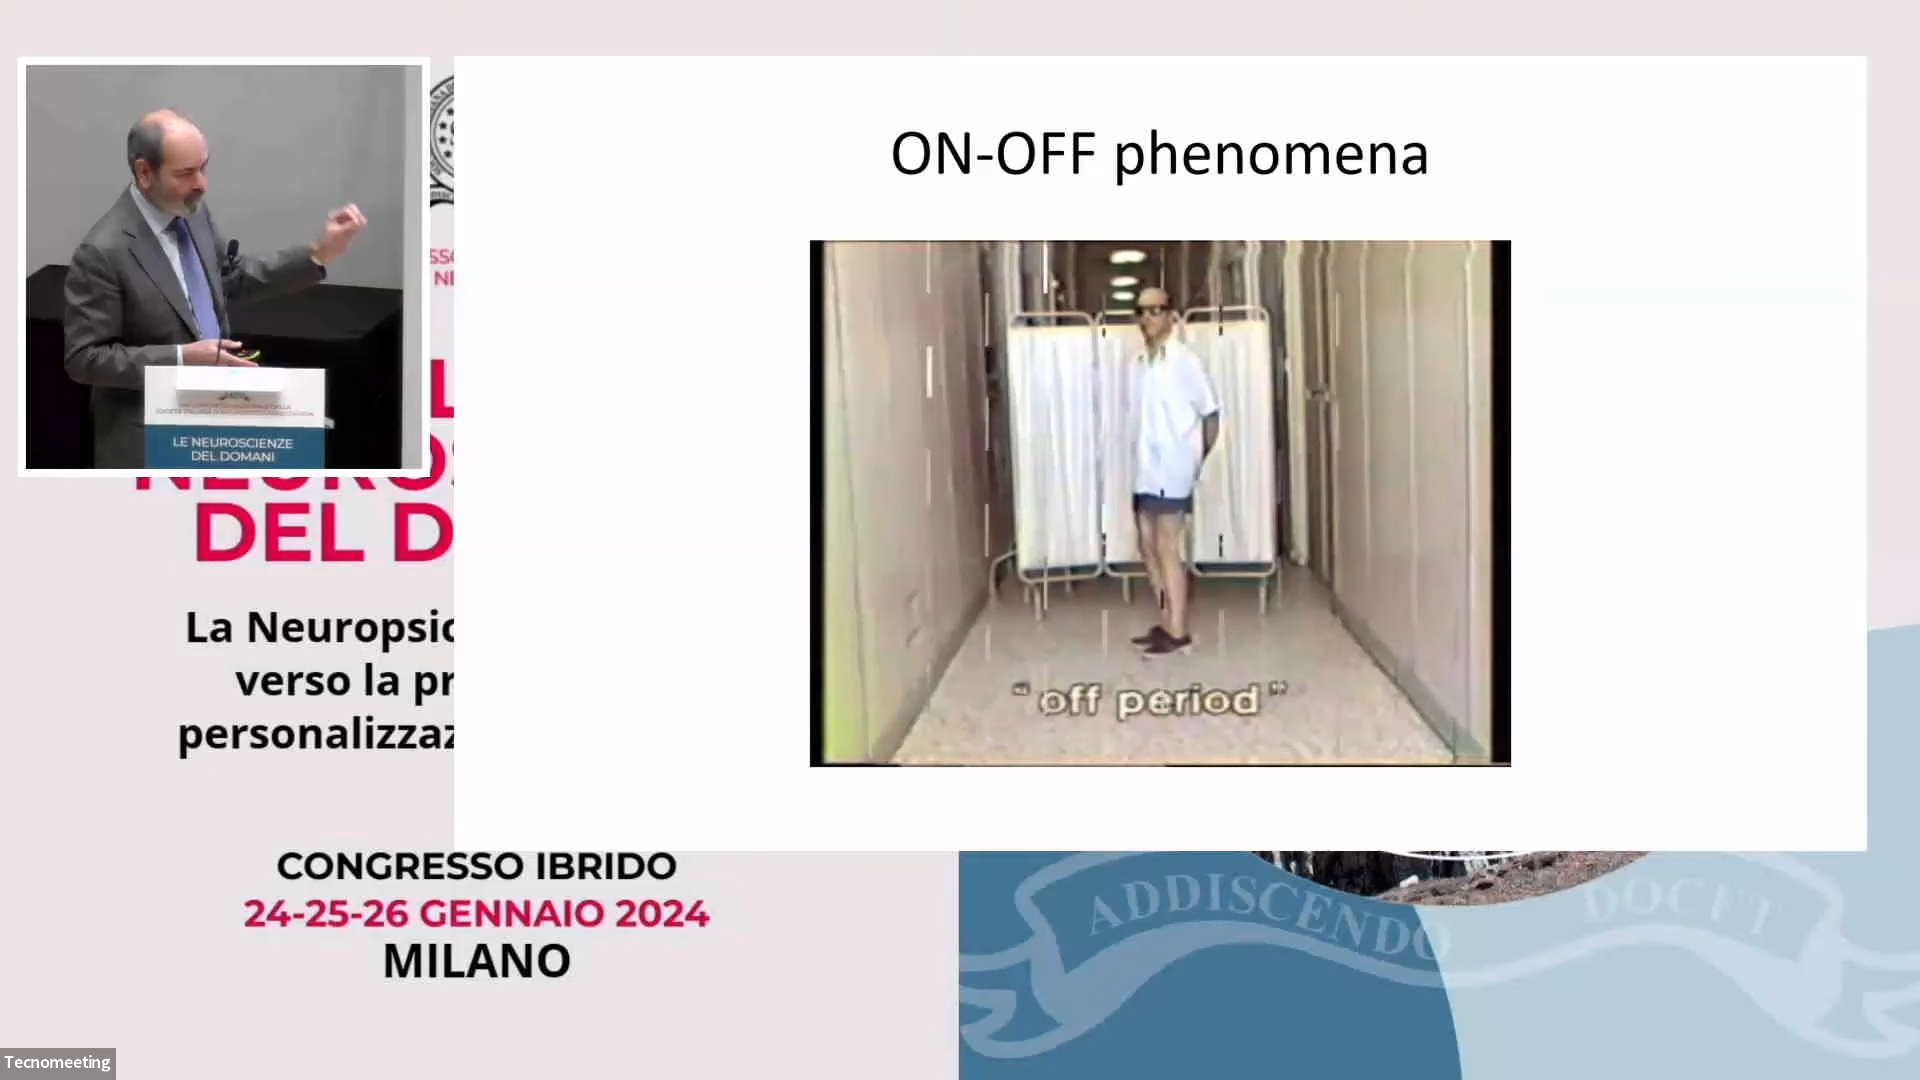 ON-OFF phenomena
"off period"
LE NEUROSCIENZE
DEL DOMANI
DEL D
La Neuropsic
verso la pr
personalizzaz
CONGRESSO IBRIDO
24-25-26 GENNAIO 2024
MILANO
ADDISCENDO DOCET
Tecnomeeting